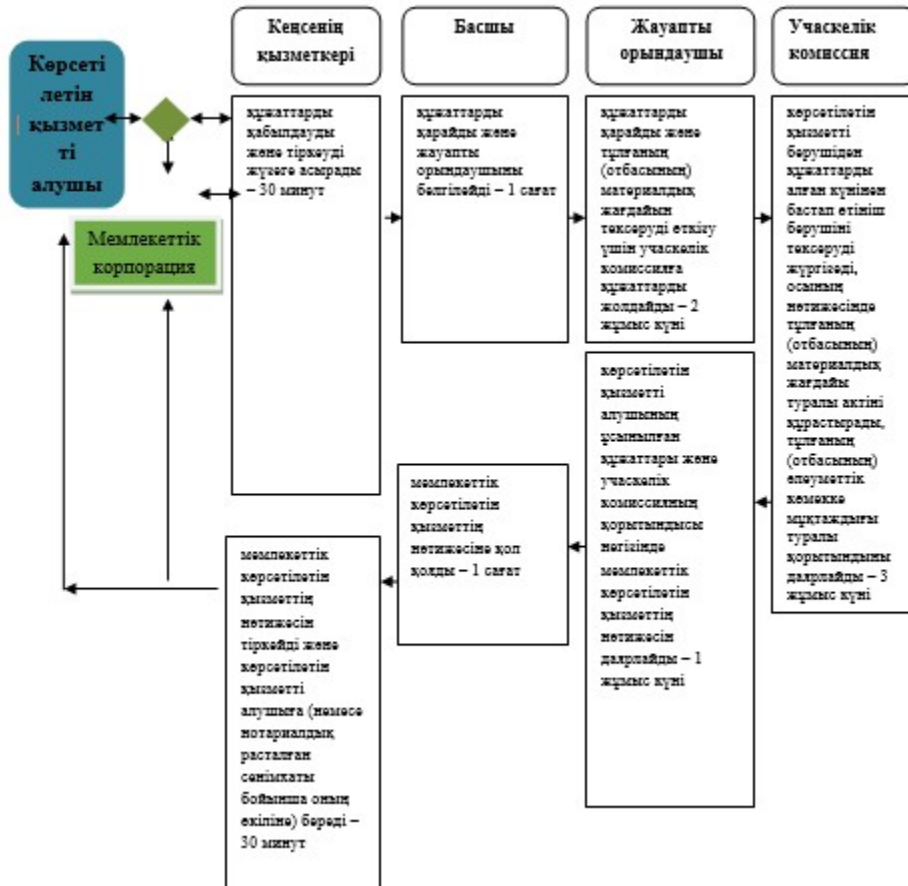 Көрсеті
летін
қызмет
ті
алушы
Мемлекеттік
корпорация
Кеңсенің
қызметкері
Басшы
Жауапты
орындаушы
Учаскелік
комиссия
құжаттарды
қабылдауды
және тіркеуді
жүзеге асырады
– 30 минут
құжаттарды
қарайды және
жауапты
орындаушыны
белгілейді – 1 сағат
құжаттарды
қарайды және
тұлғаның
(отбасының)
материалдық
жағдайын
тексеруді өткізу
үшін учаскелік
комиссияға
құжаттарды
жолдайды – 2
жұмыс күні
көрсетілетін
қызметті
берушіден
құжаттарды
алған күнінен
бастап өтініш
берушіні
тексеруді
жүргізеді,
осының
нәтижесінде
тұлғаның
(отбасының)
материалдық
жағдайы
туралы актіні
құрастырады,
тұлғаның
(отбасының)
әлеуметтік
көмекке
мұқтаждығы
туралы
қорытындыны
даярлайды – 3
жұмыс күні
көрсетілетін
қызметті
алушының
ұсынылған
құжаттары және
учаскелік
комиссияның
қорытындысы
негізінде
мемлекеттік
көрсетілетін
қызметтің
нәтижесін
даярлайды – 1
жұмыс күні
мемлекеттік
көрсетілетін
қызметтің
нәтижесіне қол
қояды – 1 сағат
мемлекеттік
көрсетілетін
қызметтің
нәтижесін
тіркейді және
көрсетілетін
қызметті
алушыға (немесе
нотариалдық
расталған
сенімхаты
бойынша оның
өкіліне) береді –
30 минут